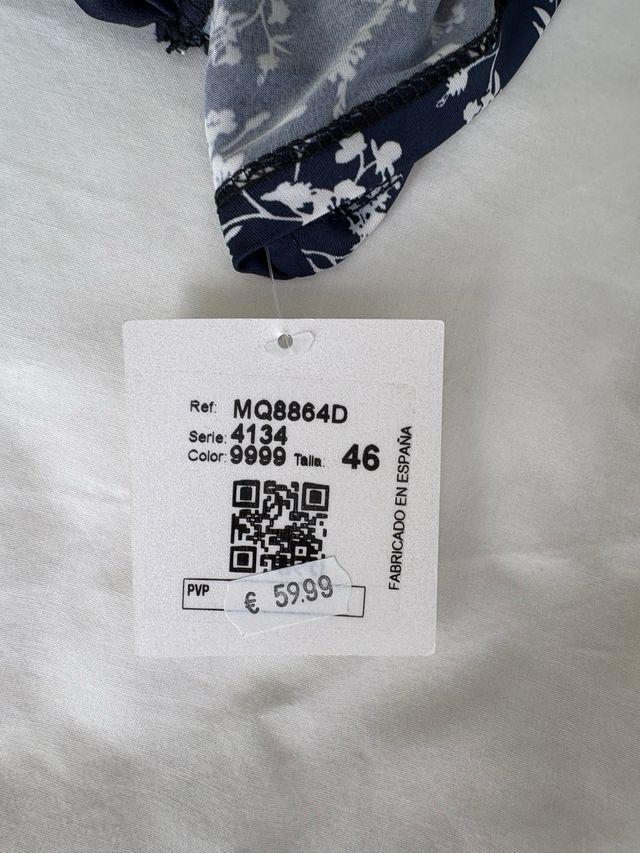 Ref: MQ8864D
Serie: 4134
Color: 9999 Talla: 46
FABRICADO EN ESPAÑA
PVP
€ 59.99